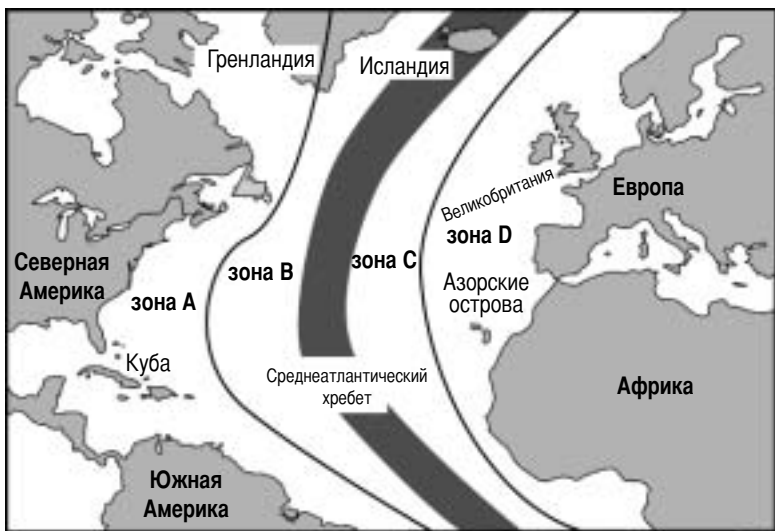 Гренландия
Исландия
Великобритания
Европа
зона D
зона C
зона B
Северная
Америка
зона A
Азорские
острова
Куба
Среднеатлантический
хребет
Африка
Южная
Америка